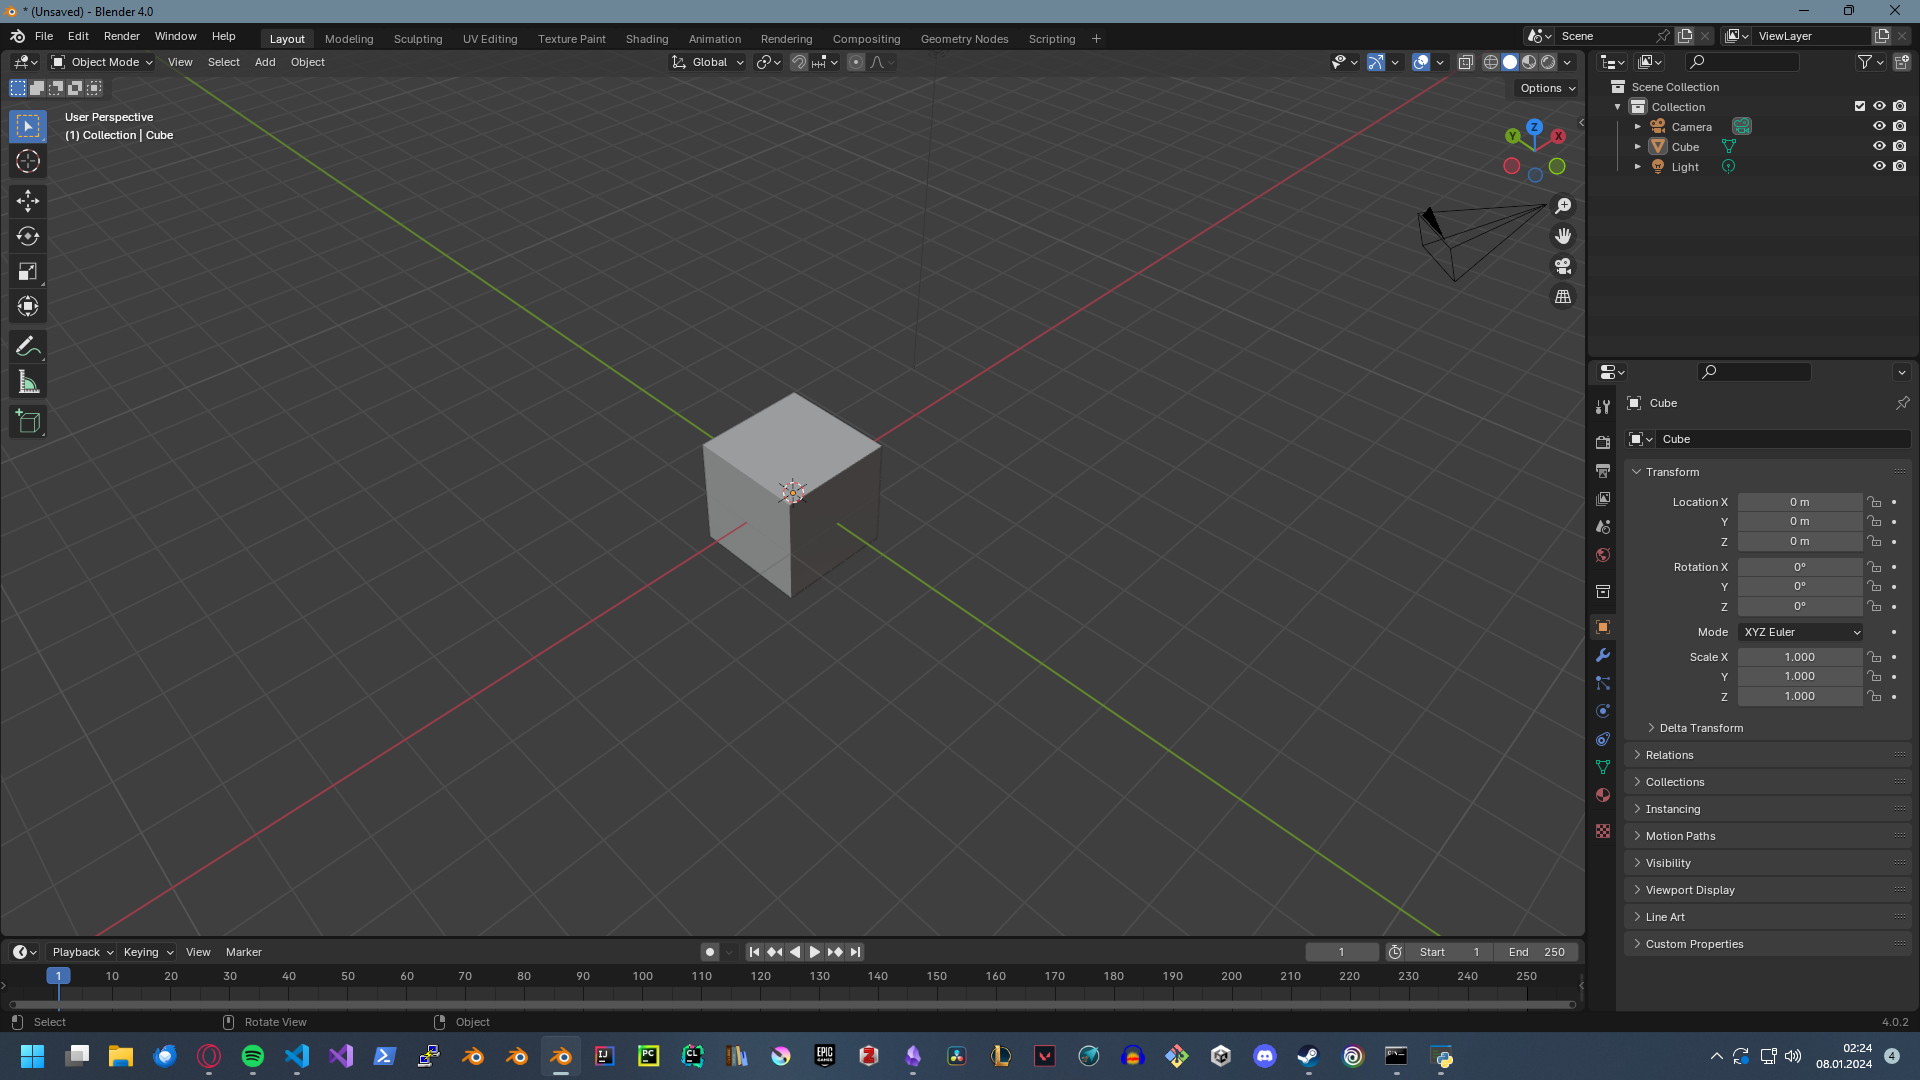 * (Unsaved) - Blender 4.0
File Edit Render Window Help Layout Modeling Sculpting UV Editing Texture Paint Shading Animation Rendering Compositing Geometry Nodes Scripting + Scene ViewLayer
Object Mode View Select Add Object Global
Options
User Perspective
(1) Collection | Cube
Z
Y X
Scene Collection
Collection
Camera
Cube
Light
Cube
Cube
Transform
Location X 0 m
Y 0 m
Z 0 m
Rotation X 0°
Y 0°
Z 0°
Mode XYZ Euler
Scale X 1.000
Y 1.000
Z 1.000
Delta Transform
Relations
Collections
Instancing
Motion Paths
Visibility
Viewport Display
Line Art
Custom Properties
Playback Keying View Marker 1 Start 1 End 250
1 10 20 30 40 50 60 70 80 90 100 110 120 130 140 150 160 170 180 190 200 210 220 230 240 250
Select Rotate View Object 4.0.2
IJ PC CL EPIC GAMES Z L
02:24
08.01.2024
4